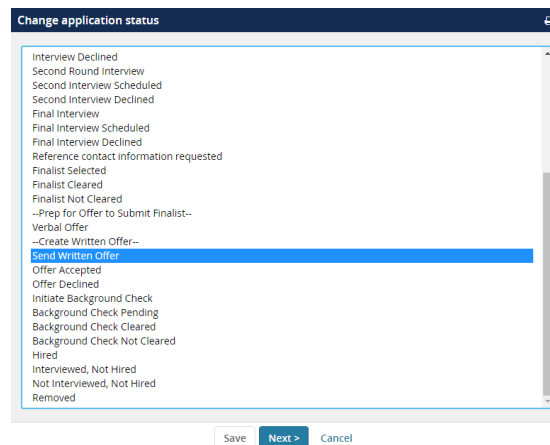 Change application status
Interview Declined
Second Round Interview
Second Interview Scheduled
Second Interview Declined
Final Interview
Final Interview Scheduled
Final Interview Declined
Reference contact information requested
Finalist Selected
Finalist Cleared
Finalist Not Cleared
--Prep for Offer to Submit Finalist--
Verbal Offer
--Create Written Offer--
Send Written Offer
Offer Accepted
Offer Declined
Initiate Background Check
Background Check Pending
Background Check Cleared
Background Check Not Cleared
Hired
Interviewed, Not Hired
Not Interviewed, Not Hired
Removed
Save Next > Cancel